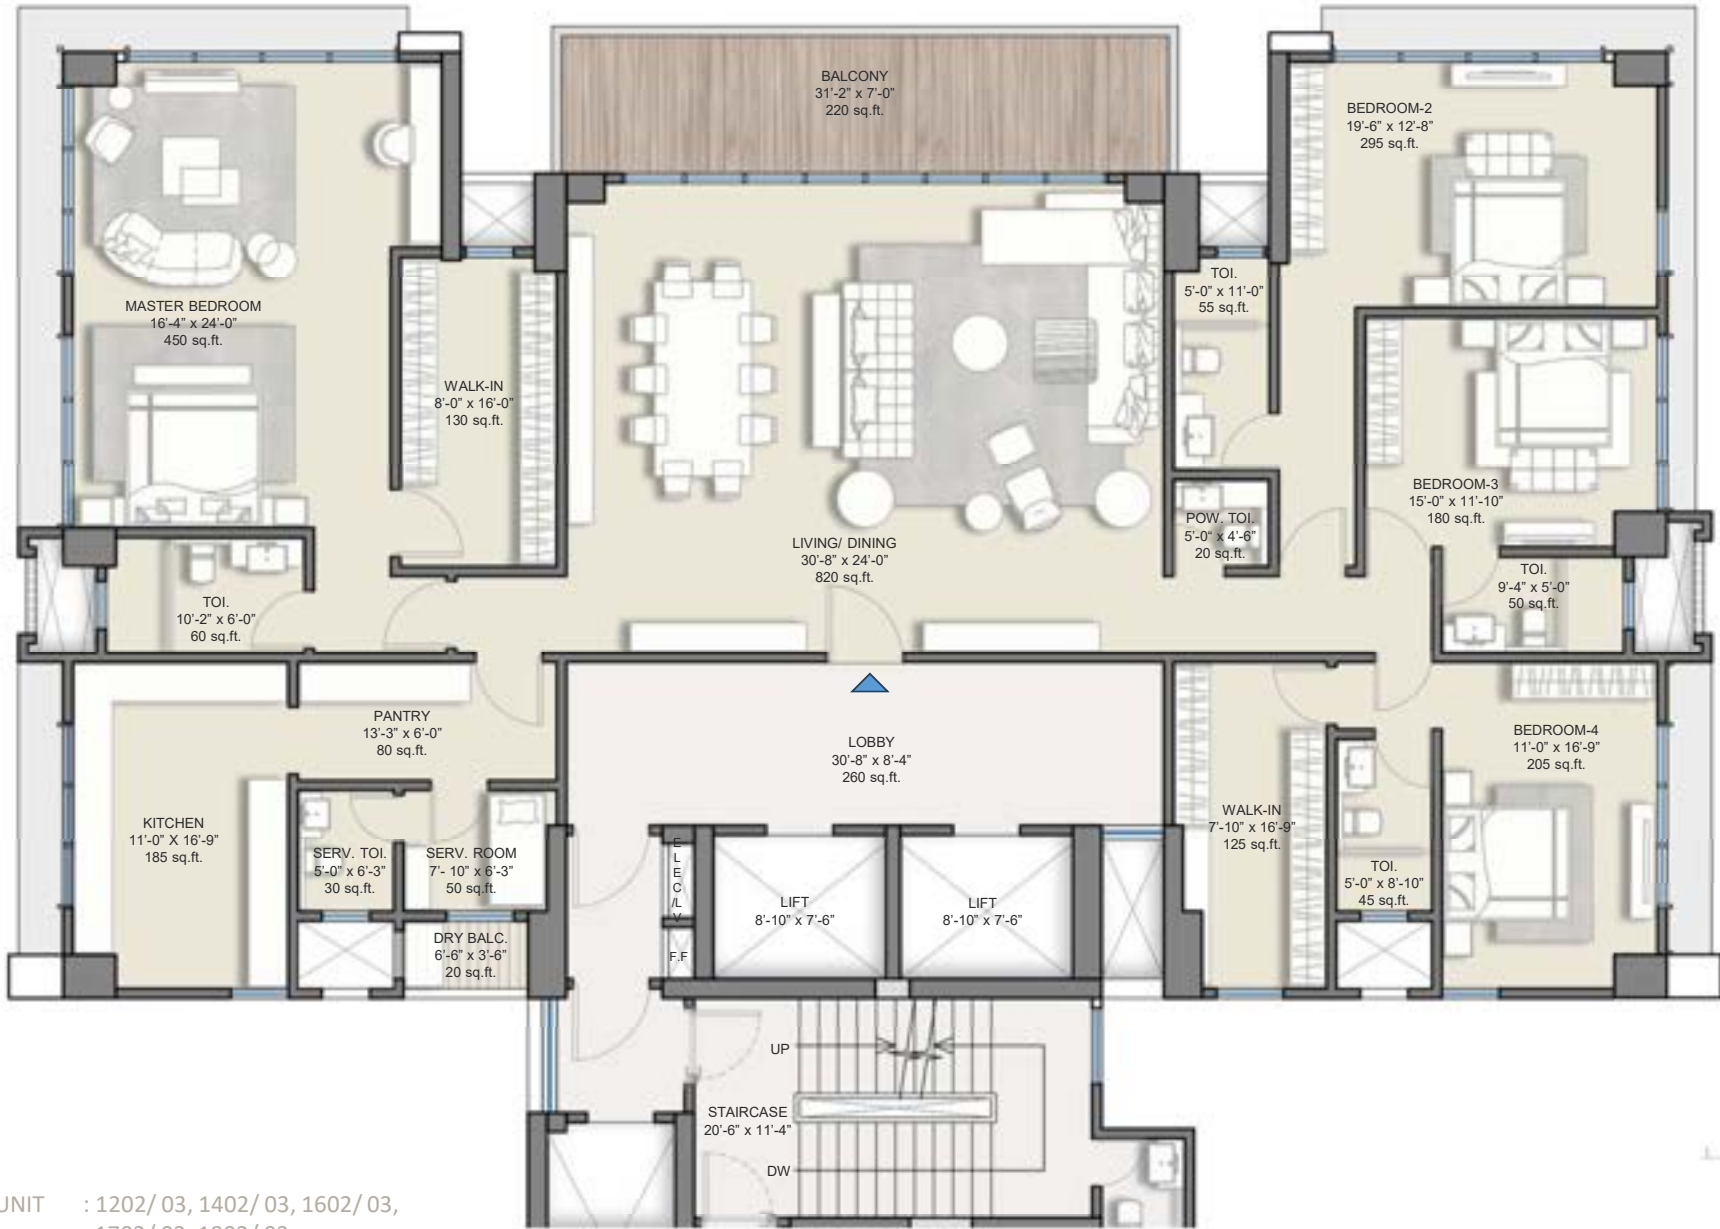 BALCONY
31'-2" x 7'-0"
220 sq.ft.
BEDROOM-2
19'-6" x 12'-8"
295 sq.ft.
MASTER BEDROOM
16'-4" x 24'-0"
450 sq.ft.
TOI.
5'-0" x 11'-0"
55 sq.ft.
WALK-IN
8'-0" x 16'-0"
130 sq.ft.
BEDROOM-3
15'-0" x 11'-10"
180 sq.ft.
POW. TOI.
5'-0" x 4'-6"
20 sq.ft.
LIVING/ DINING
30'-8" x 24'-0"
820 sq.ft.
TOI.
9'-4" x 5'-0"
50 sq.ft.
TOI.
10'-2" x 6'-0"
60 sq.ft.
PANTRY
13'-3" x 6'-0"
80 sq.ft.
LOBBY
30'-8" x 8'-4"
260 sq.ft.
BEDROOM-4
11'-0" x 16'-9"
205 sq.ft.
KITCHEN
11'-0" X 16'-9"
185 sq.ft.
WALK-IN
7'-10" x 16'-9"
125 sq.ft.
SERV. TOI.
5'-0" x 6'-3"
30 sq.ft.
SERV. ROOM
7'- 10" x 6'-3"
50 sq.ft.
ELEC/LV
TOI.
5'-0" x 8'-10"
45 sq.ft.
LIFT
8'-10" x 7'-6"
LIFT
8'-10" x 7'-6"
DRY BALC.
6'-6" x 3'-6"
20 sq.ft.
F.F
UP
STAIRCASE
20'-6" x 11'-4"
DW
UNIT : 1202/ 03, 1402/ 03, 1602/ 03,